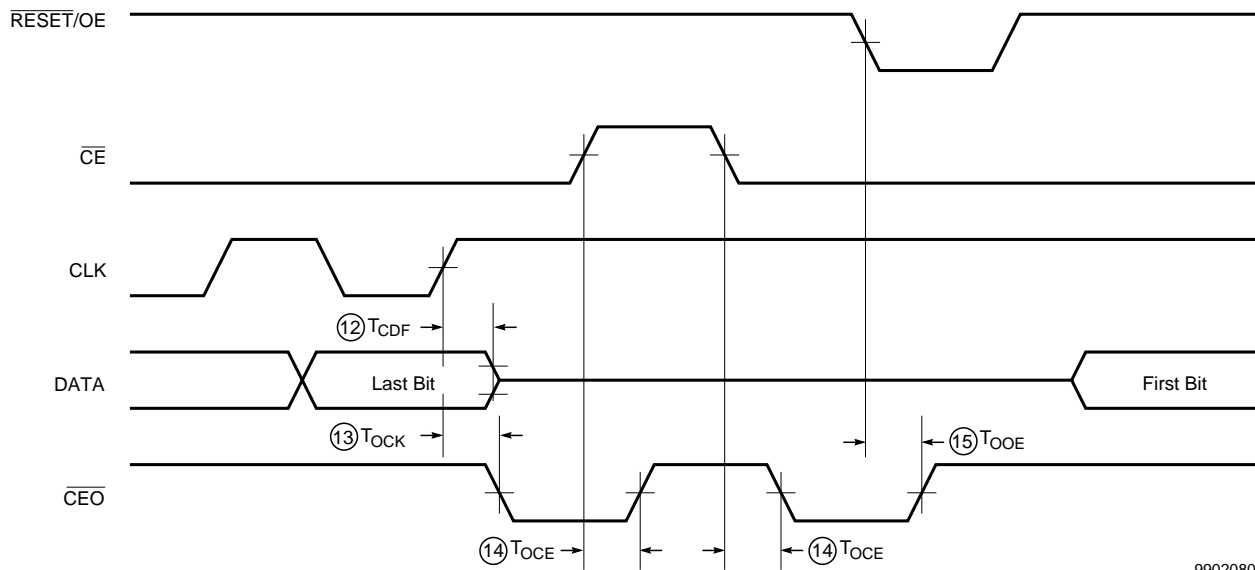 RESET/OE
CE
CLK
12 TCDF
DATA
Last Bit
First Bit
13 TOCK
15 TOOE
CEO
14 TOCE
14 TOCE
9902080